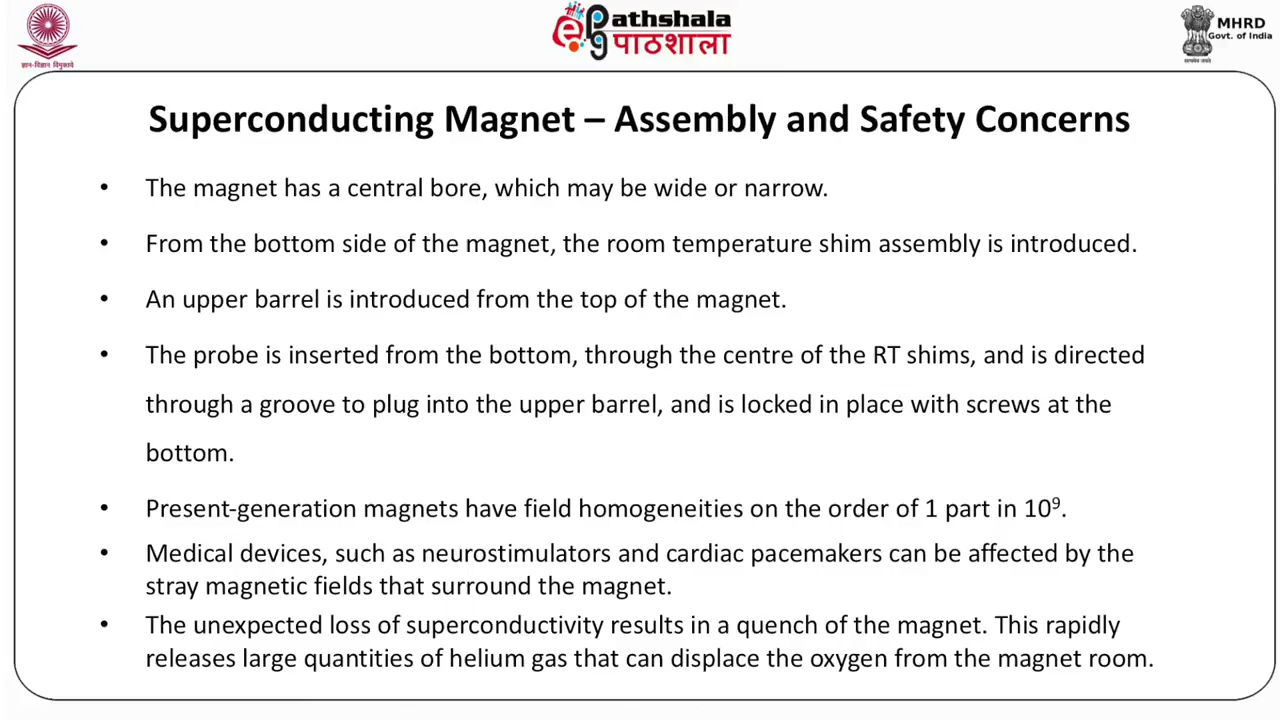 ePathshala
पाठशाला
MHRD
Govt. of India
ज्ञान-विज्ञान विमुक्तये
सत्यमेव जयते
Superconducting Magnet – Assembly and Safety Concerns
• The magnet has a central bore, which may be wide or narrow.
• From the bottom side of the magnet, the room temperature shim assembly is introduced.
• An upper barrel is introduced from the top of the magnet.
• The probe is inserted from the bottom, through the centre of the RT shims, and is directed
through a groove to plug into the upper barrel, and is locked in place with screws at the
bottom.
• Present-generation magnets have field homogeneities on the order of 1 part in 10⁹.
• Medical devices, such as neurostimulators and cardiac pacemakers can be affected by the
stray magnetic fields that surround the magnet.
• The unexpected loss of superconductivity results in a quench of the magnet. This rapidly
releases large quantities of helium gas that can displace the oxygen from the magnet room.